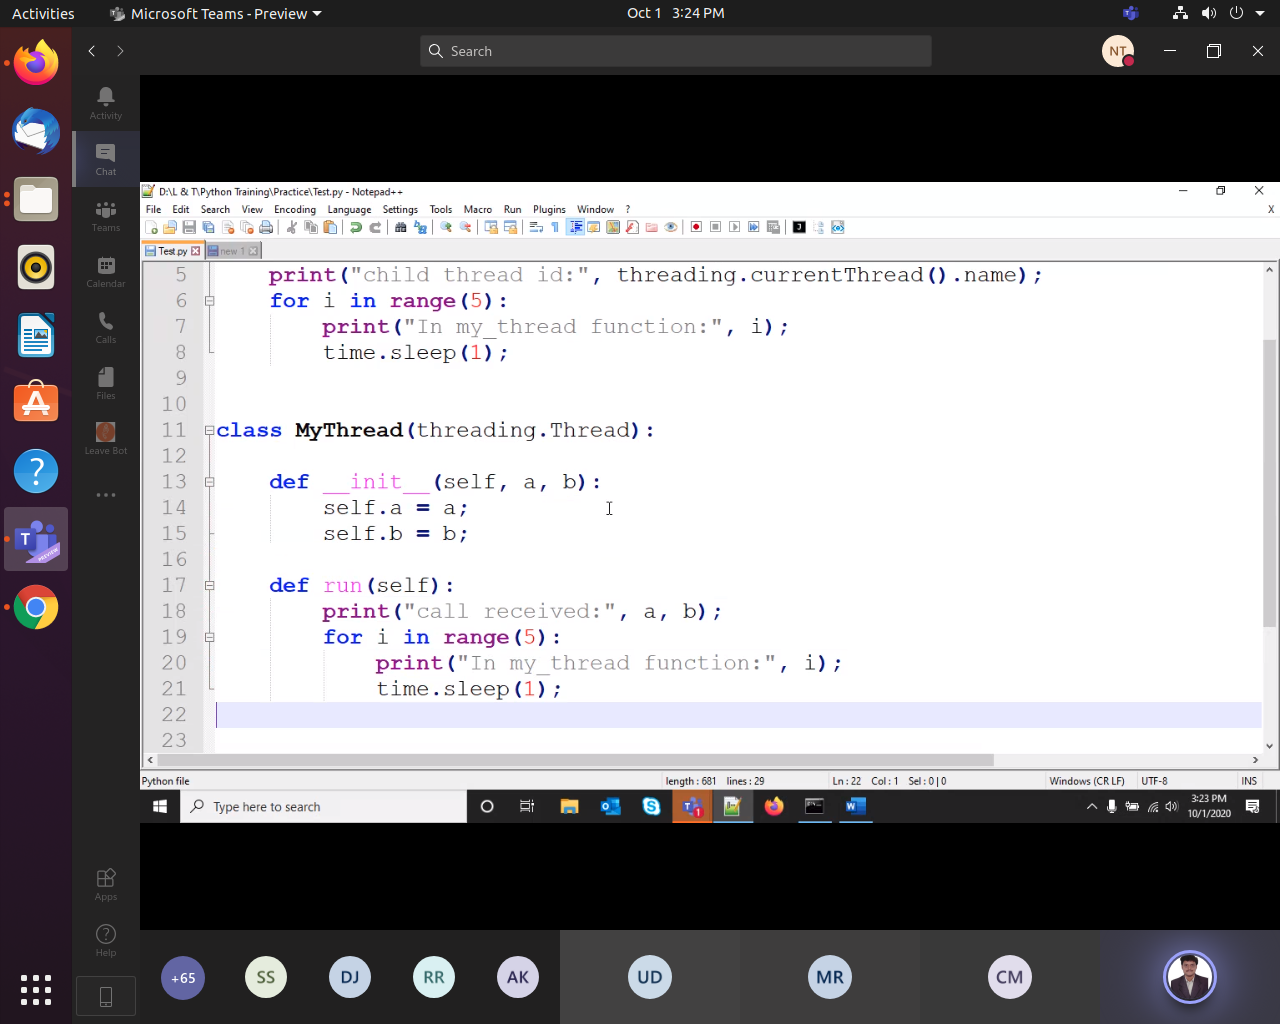 Activities
Microsoft Teams - Preview
Oct 1 3:24 PM
Search
NT
Activity
Chat
Teams
Calendar
Calls
Files
Leave Bot
Apps
Help
D:\L & T\Python Training\Practice\Test.py - Notepad++
File Edit Search View Encoding Language Settings Tools Macro Run Plugins Window ?
X
Test.py new 1
5 print("child thread id:", threading.currentThread().name);
6 for i in range(5):
7 print("In my_thread function:", i);
8 time.sleep(1);
9
10
11 class MyThread(threading.Thread):
12
13 def __init__(self, a, b):
14 self.a = a;
15 self.b = b;
16
17 def run(self):
18 print("call received:", a, b);
19 for i in range(5):
20 print("In my_thread function:", i);
21 time.sleep(1);
22
23
Python file length : 681 lines : 29 Ln : 22 Col : 1 Sel : 0 | 0 Windows (CR LF) UTF-8 INS
Type here to search
1
3:23 PM
10/1/2020
+65 SS DJ RR AK UD MR CM
T
PREVIEW